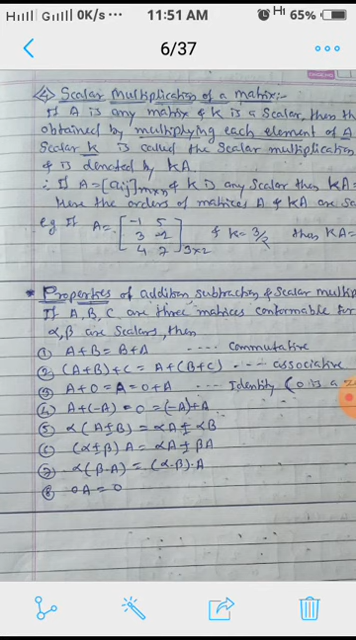 11:51 AM
65%
6/37
④ Scalar Multiplication of a matrix:-
If A is any matrix & K is a scalar, then th
obtained by multiplying each element of A
Scalar k is called the Scalar multiplication
& is denoted by kA.
∴ If A = [aij]m×n & K is any Scalar then KA=
Here the orders of matrices A & KA are sa
eg If A = [-1 5
3 -2
4 7]3×2 & K = 3/2 then KA =
* Properties of addition, subtraction & Scalar multip
If A, B, C are three matrices conformable for
α, β are scalars, then
① A+B = B+A ---- Commutative
② (A+B)+C = A+(B+C) ---- associative
③ A+0 = A = 0+A ---- Identity (0 is a
④ A+(-A) = 0 = (-A)+A
⑤ α(A±B) = αA ± αB
⑥ (α±β) A = αA ± βA
⑦ α(β·A) = (α·β)·A
⑧ 0A = 0